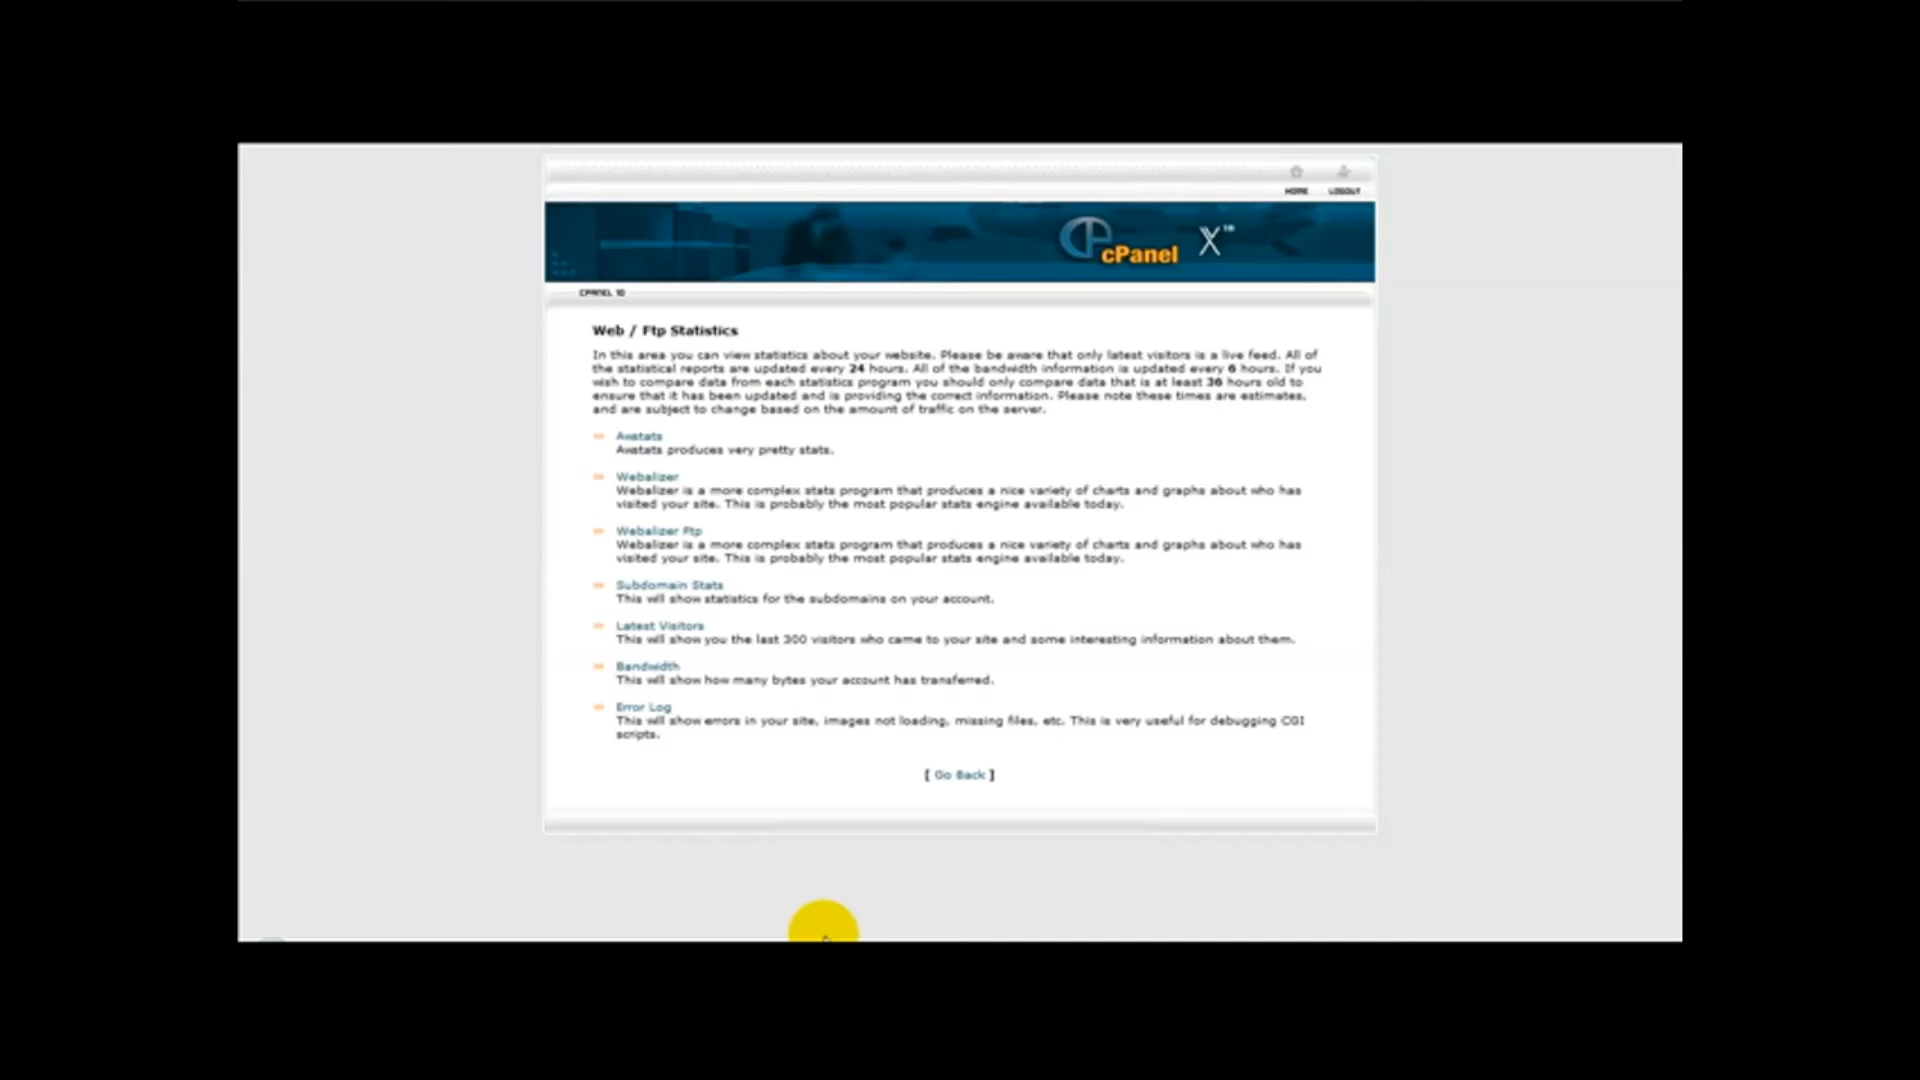 HOME LOGOUT
cPanel X™
CPANEL 10
Web / Ftp Statistics
In this area you can view statistics about your website. Please be aware that only latest visitors is a live feed. All of
the statistical reports are updated every 24 hours. All of the bandwidth information is updated every 6 hours. If you
wish to compare data from each statistics program you should only compare data that is at least 36 hours old to
ensure that it has been updated and is providing the correct information. Please note these times are estimates,
and are subject to change based on the amount of traffic on the server.
Awstats
Awstats produces very pretty stats.
Webalizer
Webalizer is a more complex stats program that produces a nice variety of charts and graphs about who has
visited your site. This is probably the most popular stats engine available today.
Webalizer Ftp
Webalizer is a more complex stats program that produces a nice variety of charts and graphs about who has
visited your site. This is probably the most popular stats engine available today.
Subdomain Stats
This will show statistics for the subdomains on your account.
Latest Visitors
This will show you the last 300 visitors who came to your site and some interesting information about them.
Bandwidth
This will show how many bytes your account has transferred.
Error Log
This will show errors in your site, images not loading, missing files, etc. This is very useful for debugging CGI
scripts.
[ Go Back ]